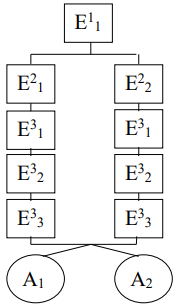 E¹₁
E²₁ E²₂
E³₁ E³₁
E³₂ E³₂
E³₃ E³₃
A₁ A₂